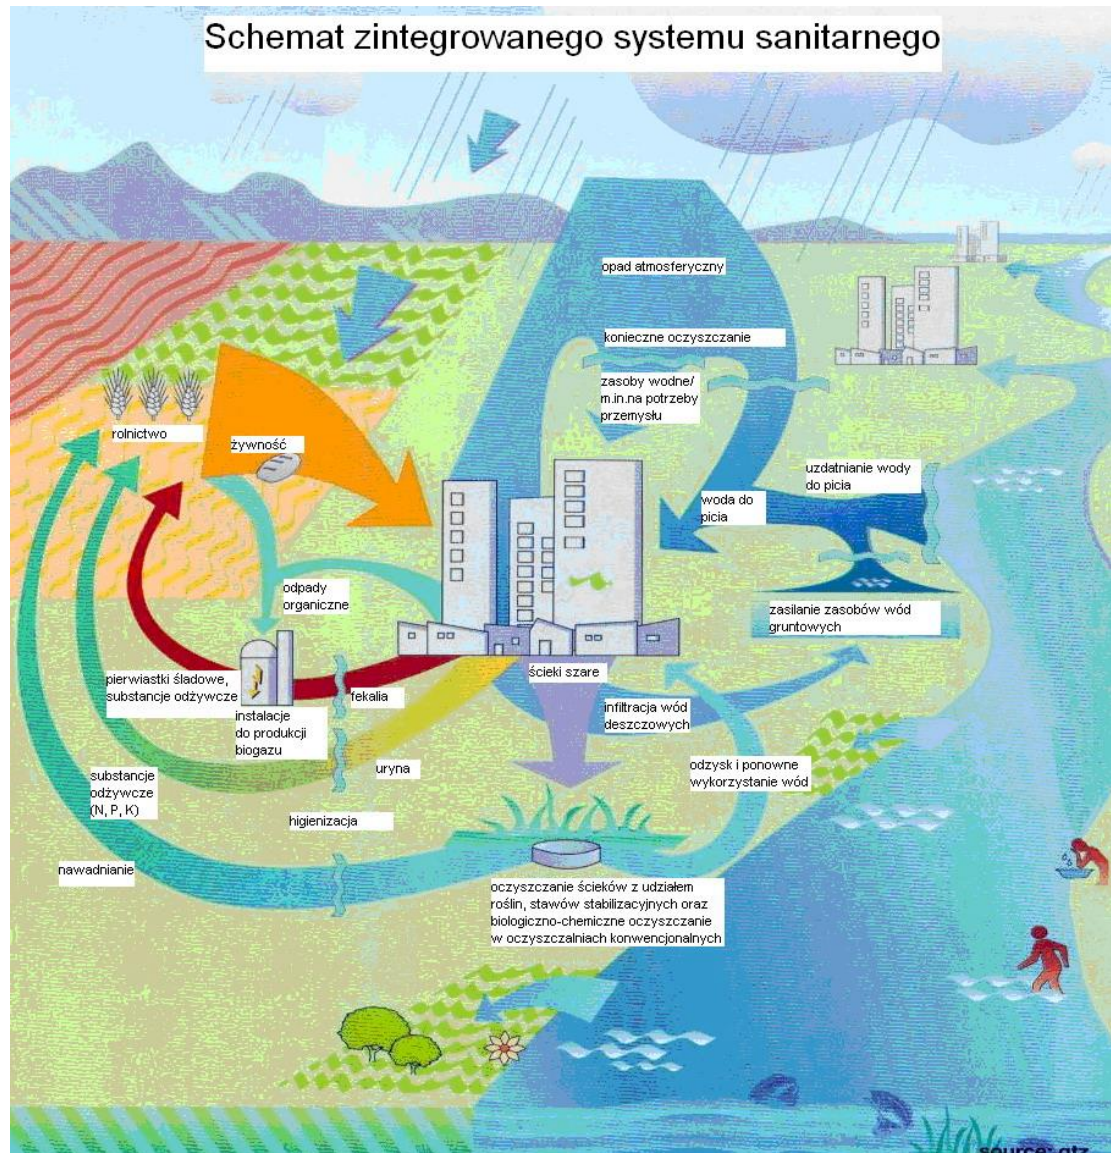 Schemat zintegrowanego systemu sanitarnego
opad atmosferyczny
konieczne oczyszczanie
zasoby wodne/
m.in.na potrzeby
przemysłu
rolnictwo
żywność
uzdatnianie wody
do picia
woda do
picia
odpady
organiczne
zasilanie zasobów wód
gruntowych
pierwiastki śladowe,
substancje odżywcze
fekalia
ścieki szare
instalacje
do produkcji
biogazu
infiltracja wód
deszczowych
uryna
odzysk i ponowne
wykorzystanie wód
substancje
odżywcze
(N, P, K)
higienizacja
nawadnianie
oczyszczanie ścieków z udziałem
roślin, stawów stabilizacyjnych oraz
biologiczno-chemiczne oczyszczanie
w oczyszczalniach konwencjonalnych
source: gtz